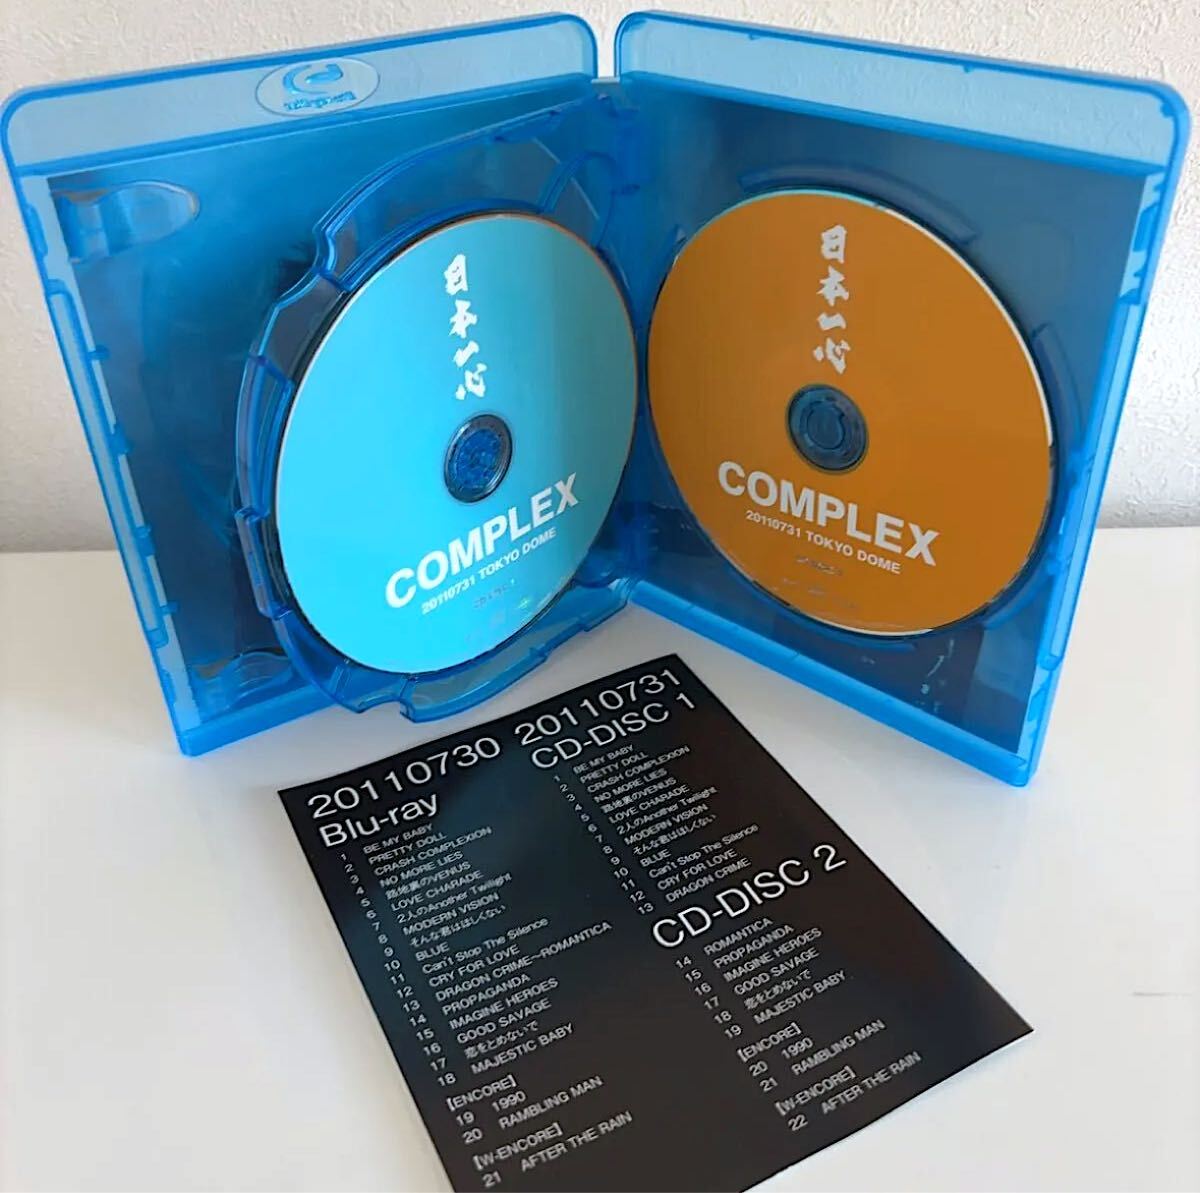 日本一心
COMPLEX
20110731 TOKYO DOME
日本一心
COMPLEX
20110731 TOKYO DOME
20110730
Blu-ray
1 BE MY BABY
2 PRETTY DOLL
3 CRASH COMPLEXION
4 NO MORE LIES
5 路地裏のVENUS
6 LOVE CHARADE
7 2人のAnother Twilight
8 MODERN VISION
9 そんな君はほしくない
10 BLUE
11 Can't Stop The Silence
12 CRY FOR LOVE
13 DRAGON CRIME〜ROMANTICA
14 PROPAGANDA
15 IMAGINE HEROES
16 GOOD SAVAGE
17 恋をとめないで
18 MAJESTIC BABY
【ENCORE】
19 1990
20 RAMBLING MAN
【W-ENCORE】
21 AFTER THE RAIN
20110731
CD-DISC 1
1 BE MY BABY
2 PRETTY DOLL
3 CRASH COMPLEXION
4 NO MORE LIES
5 路地裏のVENUS
6 LOVE CHARADE
7 2人のAnother Twilight
8 MODERN VISION
9 そんな君はほしくない
10 BLUE
11 Can't Stop The Silence
12 CRY FOR LOVE
13 DRAGON CRIME
CD-DISC 2
14 ROMANTICA
15 PROPAGANDA
16 IMAGINE HEROES
17 GOOD SAVAGE
18 恋をとめないで
19 MAJESTIC BABY
【ENCORE】
20 1990
21 RAMBLING MAN
【W-ENCORE】
22 AFTER THE RAIN